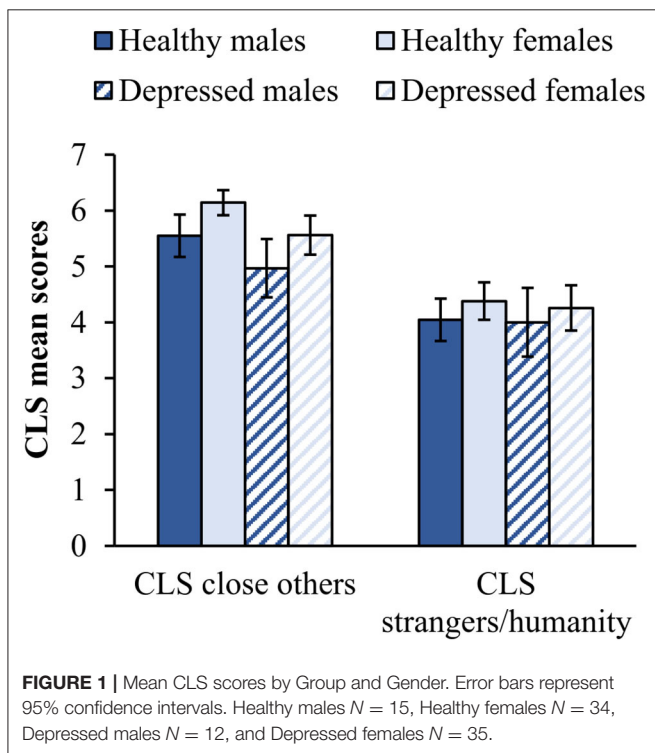 Healthy males Healthy females
Depressed males Depressed females
7
6
5
4
3
2
1
0
CLS mean scores
CLS close others CLS
strangers/humanity
FIGURE 1 | Mean CLS scores by Group and Gender. Error bars represent
95% confidence intervals. Healthy males N = 15, Healthy females N = 34,
Depressed males N = 12, and Depressed females N = 35.